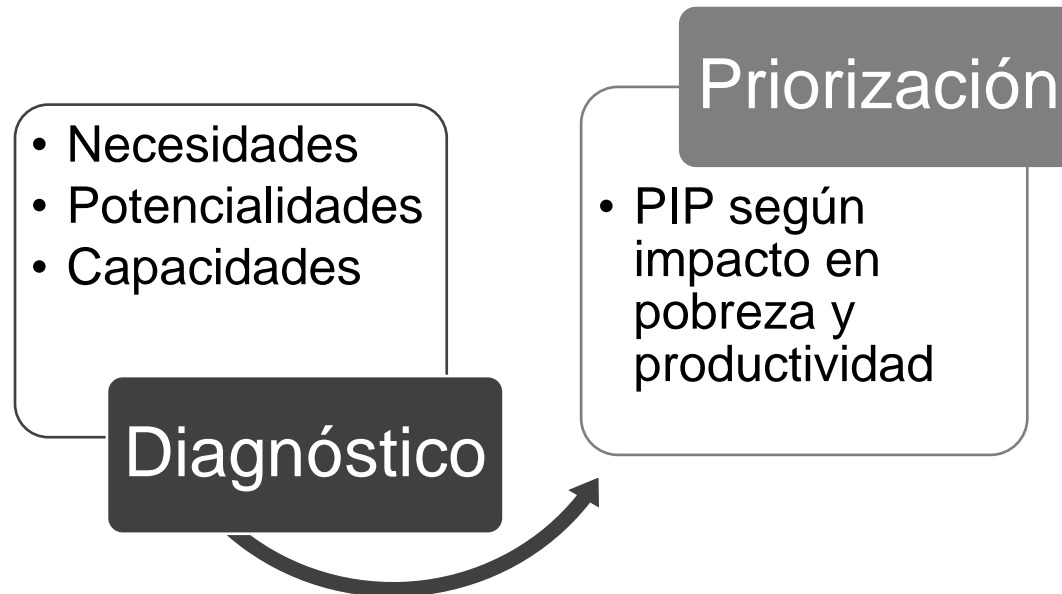 • Necesidades
• Potencialidades
• Capacidades
Diagnóstico
Priorización
• PIP según
impacto en
pobreza y
productividad